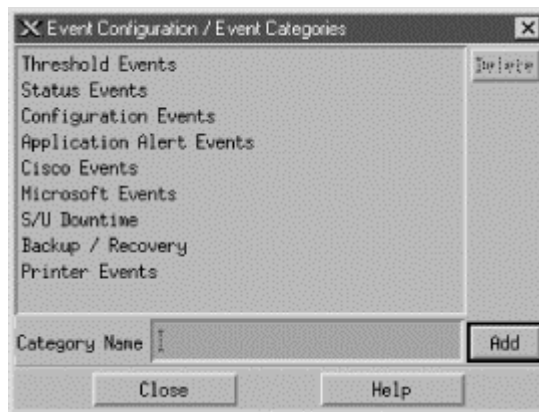 Event Configuration / Event Categories
Threshold Events
Delete
Status Events
Configuration Events
Application Alert Events
Cisco Events
Microsoft Events
S/U Downtime
Backup / Recovery
Printer Events
Category Name
Add
Close
Help